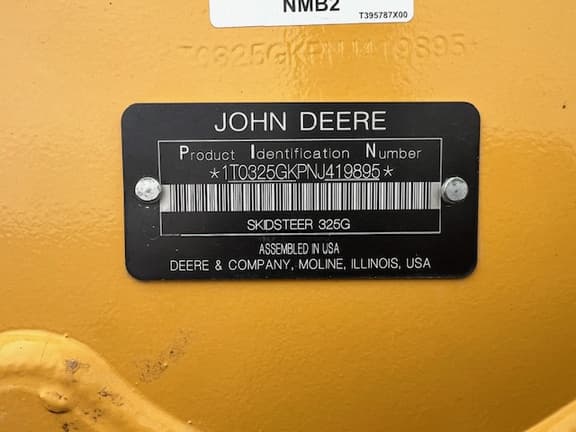 NMB2
T395787X00
T0325GKPNJ419895*
JOHN DEERE
Product Identification Number
*1T0325GKPNJ419895*
SKIDSTEER 325G
ASSEMBLED IN USA
DEERE & COMPANY, MOLINE, ILLINOIS, USA